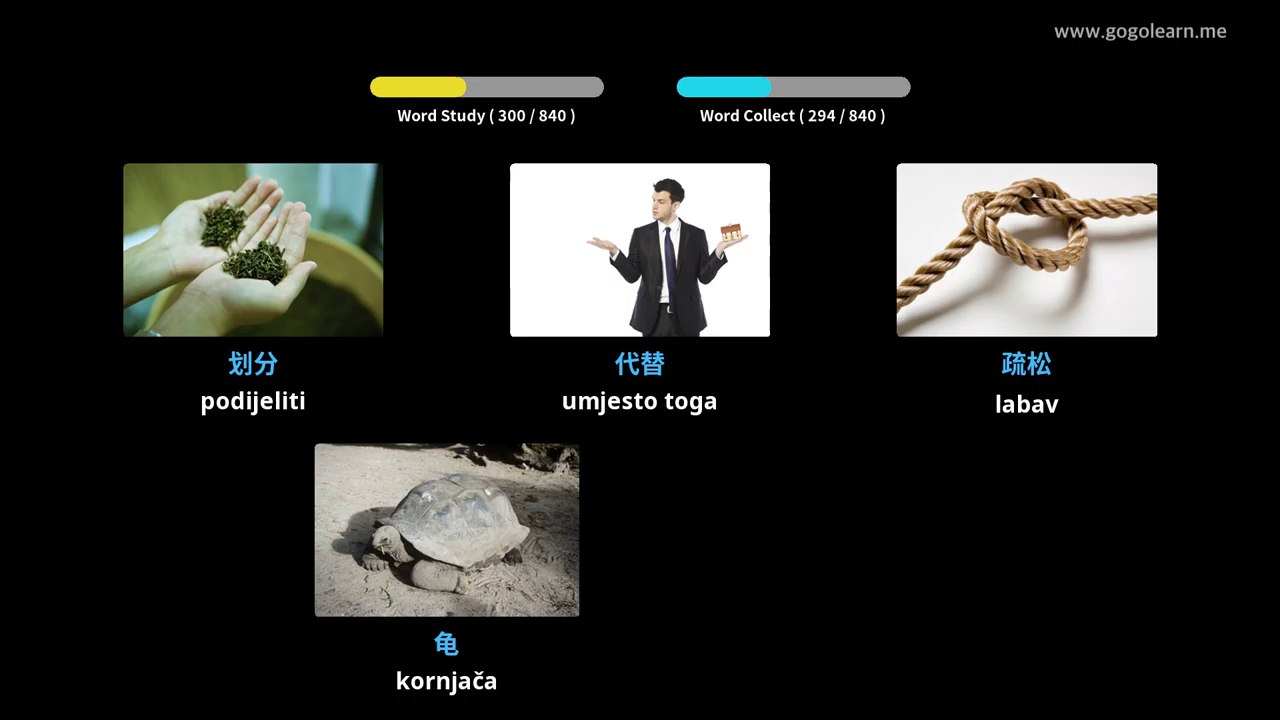 www.gogolearn.me
Word Study ( 300 / 840 )
Word Collect ( 294 / 840 )
划分
podijeliti
代替
umjesto toga
疏松
labav
龟
kornjača